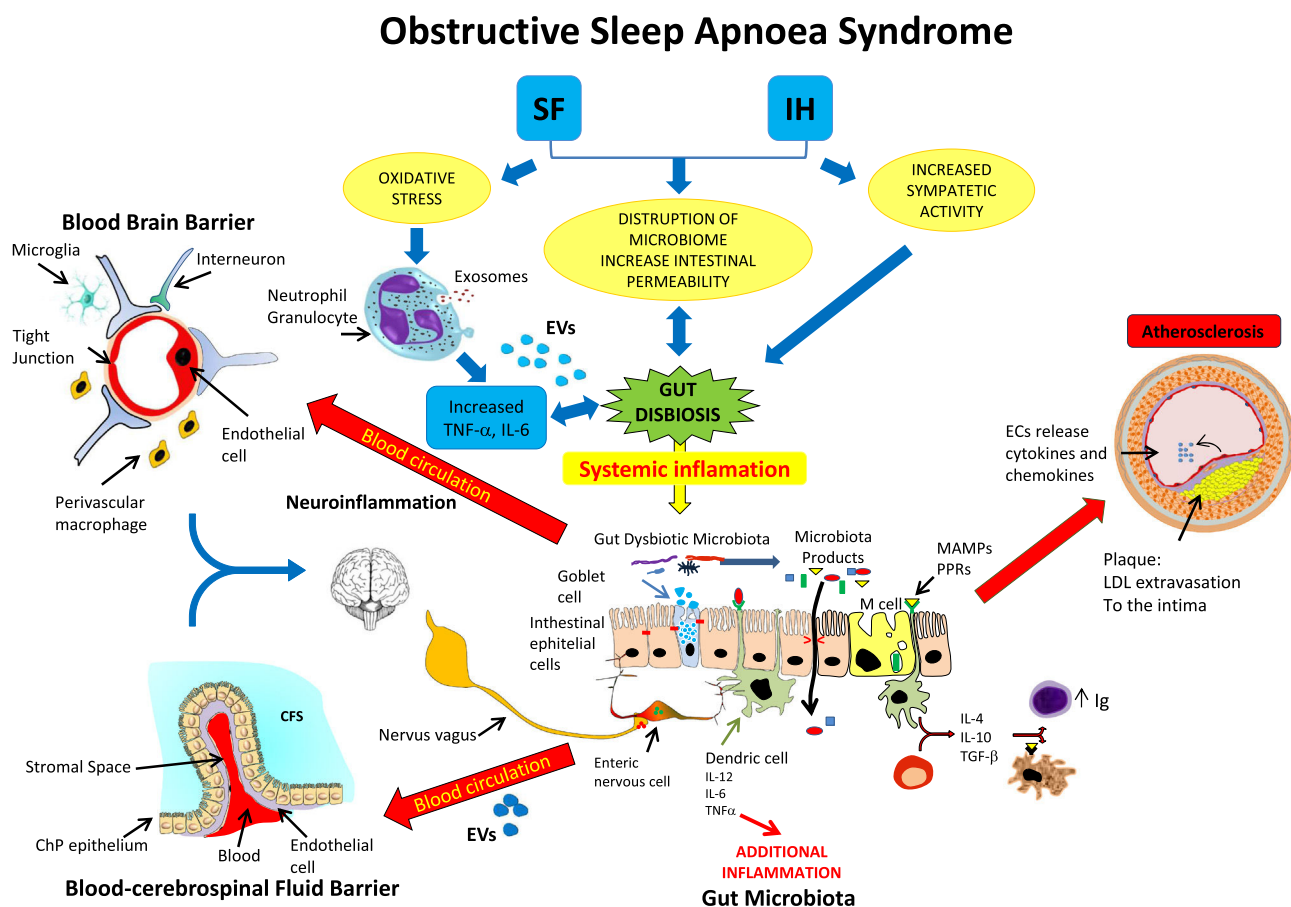 Obstructive Sleep Apnoea Syndrome
SF
IH
OXIDATIVE
STRESS
DISTRUPTION OF
MICROBIOME
INCREASE INTESTINAL
PERMEABILITY
INCREASED
SYMPATETIC
ACTIVITY
Blood Brain Barrier
Microglia
Interneuron
Tight
Junction
Endothelial
cell
Perivascular
macrophage
Neutrophil
Granulocyte
Exosomes
EVs
Increased
TNF-α, IL-6
GUT
DISBIOSIS
Systemic inflamation
Blood circulation
Neuroinflammation
Atherosclerosis
ECs release
cytokines and
chemokines
Plaque:
LDL extravasation
To the intima
Gut Dysbiotic Microbiota
Microbiota
Products
MAMPs
PPRs
Goblet
cell
M cell
Inthestinal
ephitelial
cells
Nervus vagus
Enteric
nervous cell
Dendric cell
IL-12
IL-6
TNFα
IL-4
IL-10
TGF-β
↑ Ig
ADDITIONAL
INFLAMMATION
Gut Microbiota
CFS
Stromal Space
ChP epithelium
Blood
Endothelial
cell
Blood circulation
EVs
Blood-cerebrospinal Fluid Barrier